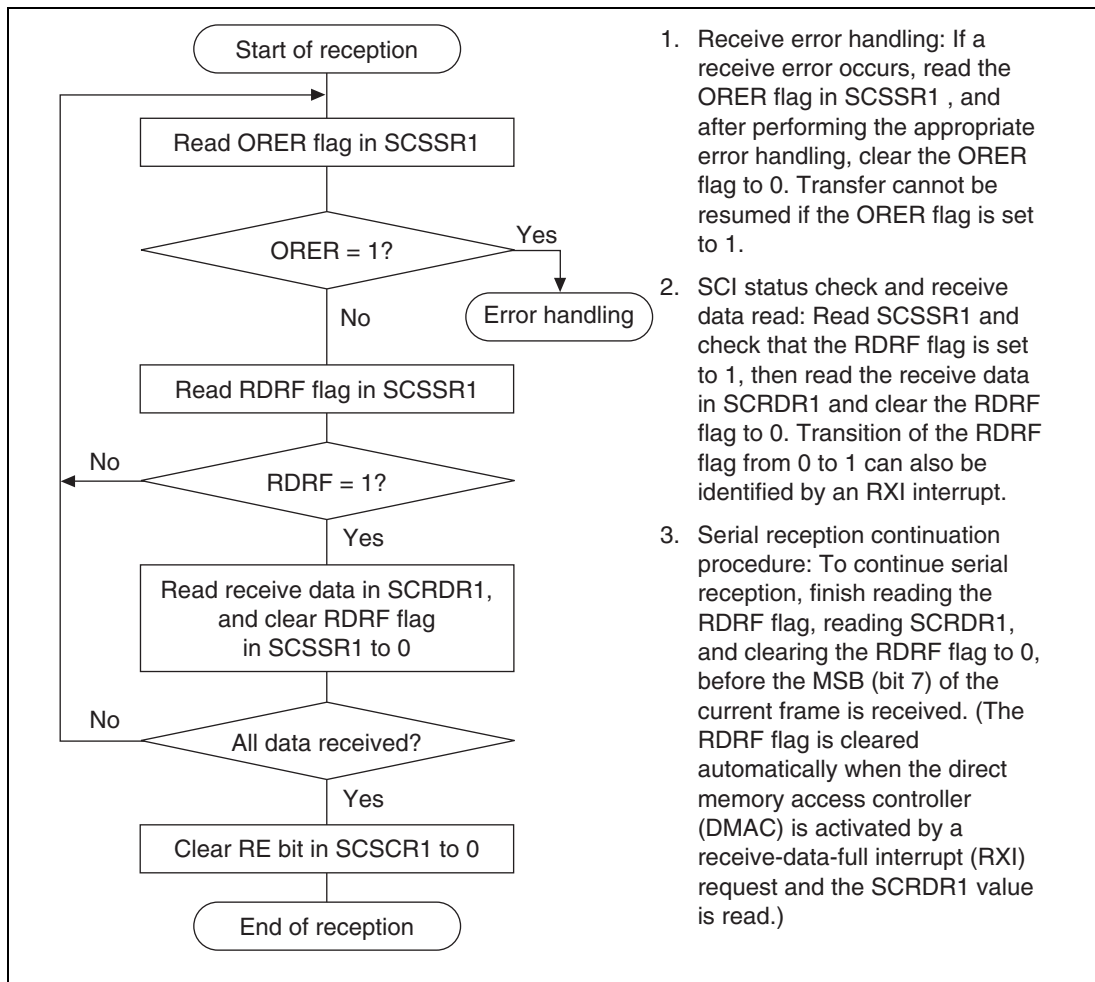 Start of reception
Read ORER flag in SCSSR1
ORER = 1?
Yes
Error handling
No
Read RDRF flag in SCSSR1
No
RDRF = 1?
Yes
Read receive data in SCRDR1,
and clear RDRF flag
in SCSSR1 to 0
No
All data received?
Yes
Clear RE bit in SCSCR1 to 0
End of reception
1. Receive error handling: If a
receive error occurs, read the
ORER flag in SCSSR1 , and
after performing the appropriate
error handling, clear the ORER
flag to 0. Transfer cannot be
resumed if the ORER flag is set
to 1.
2. SCI status check and receive
data read: Read SCSSR1 and
check that the RDRF flag is set
to 1, then read the receive data
in SCRDR1 and clear the RDRF
flag to 0. Transition of the RDRF
flag from 0 to 1 can also be
identified by an RXI interrupt.
3. Serial reception continuation
procedure: To continue serial
reception, finish reading the
RDRF flag, reading SCRDR1,
and clearing the RDRF flag to 0,
before the MSB (bit 7) of the
current frame is received. (The
RDRF flag is cleared
automatically when the direct
memory access controller
(DMAC) is activated by a
receive-data-full interrupt (RXI)
request and the SCRDR1 value
is read.)